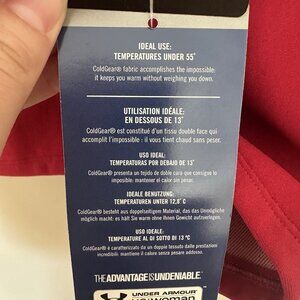 IDEAL USE:
TEMPERATURES UNDER 55°
ColdGear® fabric accomplishes the impossible:
it keeps you warm without weighing you down.
UTILISATION IDÉALE:
EN DESSOUS DE 13°
ColdGear® est constitué d'un tissu double face qui
accomplit l'impossible : il vous tient chaud sans peser.
USO IDEAL:
TEMPERATURAS POR DEBAJO DE 13°
ColdGear® presenta un tejido de doble cara que consigue lo
imposible: mantener el calor sin pesar.
IDEALE BENUTZUNG:
TEMPERATUREN UNTER 12,8° C
ColdGear® besteht aus doppelseitigem Material, das das Unmögliche
möglich macht: es hält Sie warm ohne Ihnen Gewicht aufzutragen.
USO IDEALE:
TEMPERATURE AL DI SOTTO DI 13 °C
ColdGear® è caratterizzato da un doppio tessuto dalle prestazioni
incredibili: mantenere il calore senza appesantire.
THE ADVANTAGE IS UNDENIABLE.
UNDER ARMOUR
woman